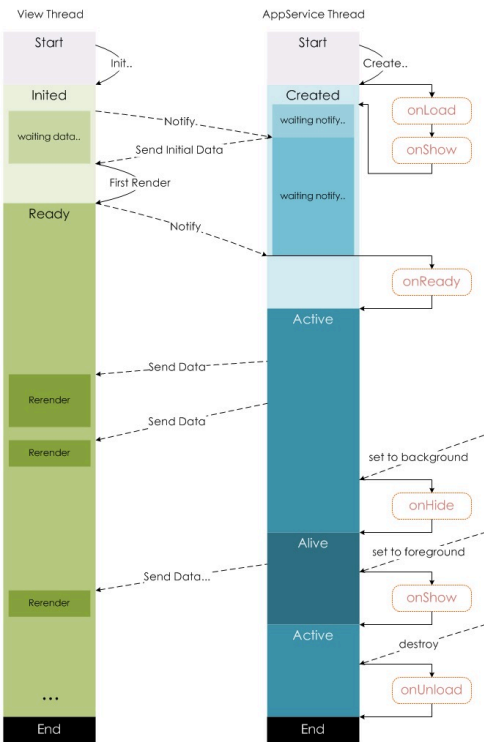 View Thread
AppService Thread
Start
Start
Init..
Create..
Inited
Created
onLoad
waiting data..
waiting notify..
Notify
Send Initial Data
onShow
First Render
waiting notify..
Ready
Notify
onReady
Active
Send Data
Rerender
Send Data
Rerender
set to background
onHide
Alive
set to foreground
Send Data...
Rerender
onShow
Active
destroy
onUnload
...
End
End